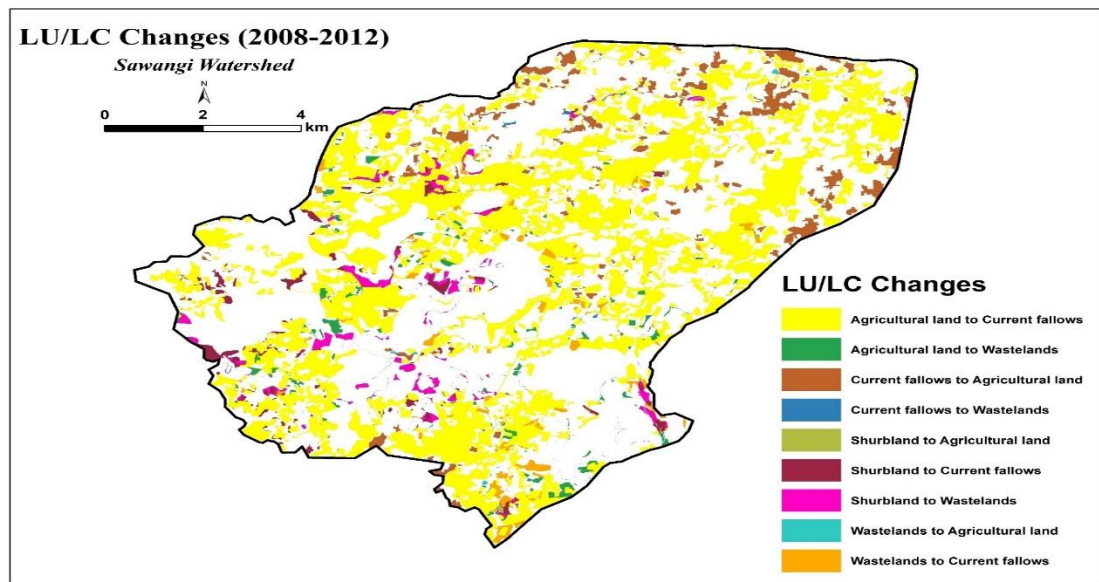 LU/LC Changes (2008-2012)
Sawangi Watershed
N
0 2 4
km
LU/LC Changes
Agricultural land to Current fallows
Agricultural land to Wastelands
Current fallows to Agricultural land
Current fallows to Wastelands
Shurbland to Agricultural land
Shurbland to Current fallows
Shurbland to Wastelands
Wastelands to Agricultural land
Wastelands to Current fallows